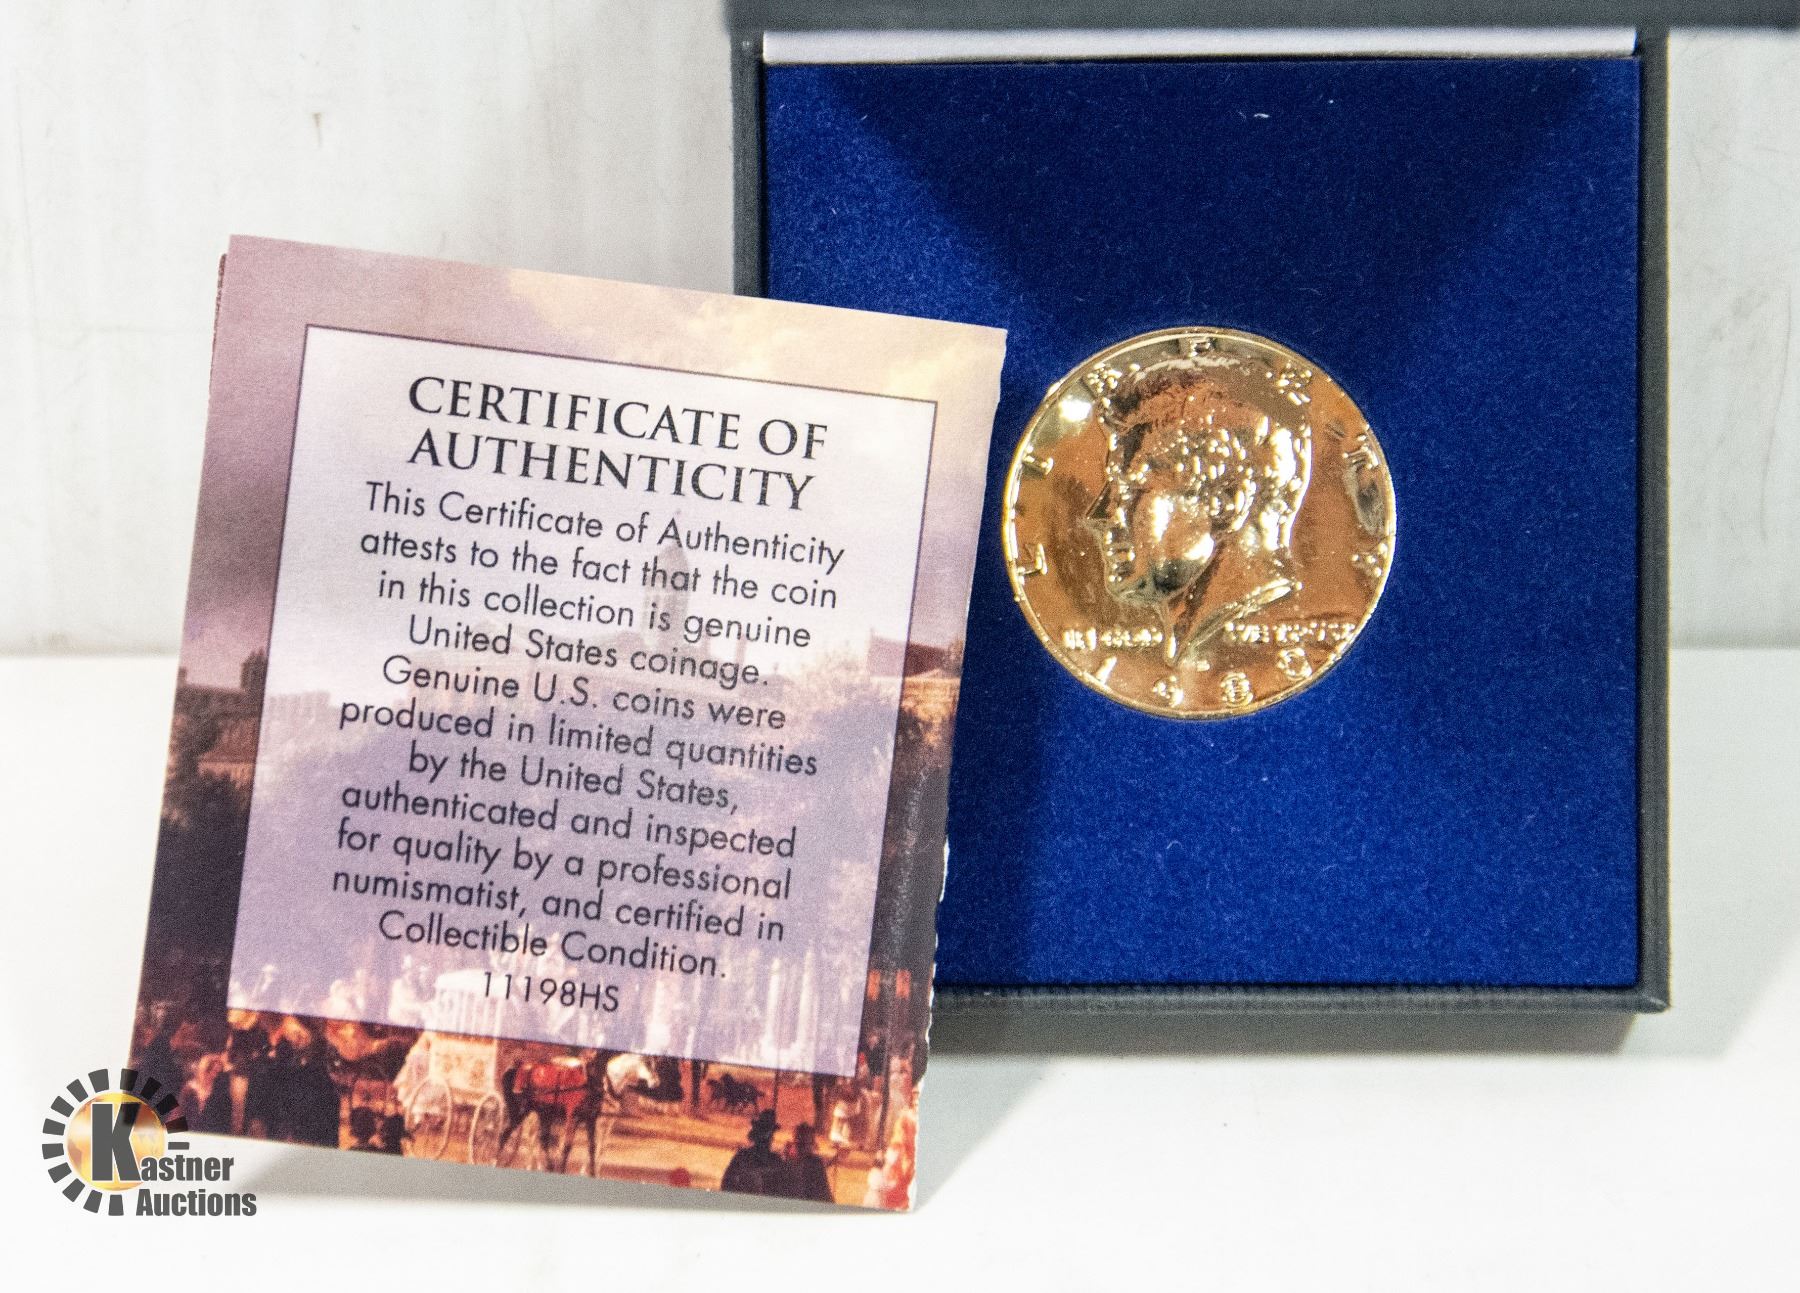 CERTIFICATE OF
AUTHENTICITY
This Certificate of Authenticity
attests to the fact that the coin
in this collection is genuine
United States coinage.
Genuine U.S. coins were
produced in limited quantities
by the United States,
authenticated and inspected
for quality by a professional
numismatist, and certified in
Collectible Condition.
11198HS
LIBERTY
Kastner
Auctions